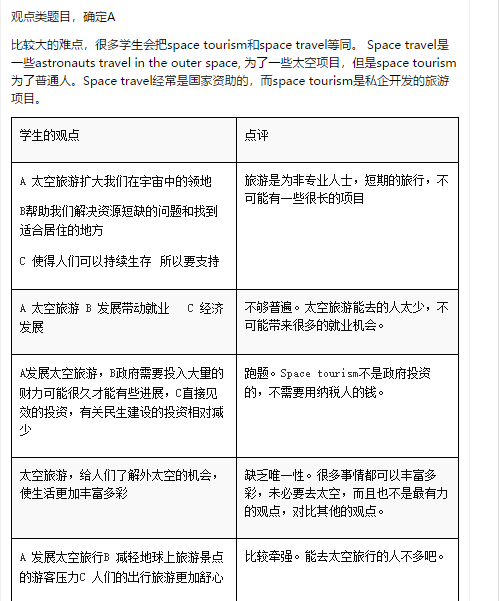 观点类题目，确定A
比较大的难点，很多学生会把space tourism和space travel等同。 Space travel是
一些astronauts travel in the outer space, 为了一些太空项目，但是space tourism
为了普通人。Space travel经常是国家资助的，而space tourism是私企开发的旅游
项目。
学生的观点
点评
A 太空旅游扩大我们在宇宙中的领地
B帮助我们解决资源短缺的问题和找到
适合居住的地方
C 使得人们可以持续生存 所以要支持
旅游是为非专业人士，短期的旅行，不
可能有一些很长的项目
A 太空旅游 B 发展带动就业 C 经济
发展
不够普遍。太空旅游能去的人太少，不
可能带来很多的就业机会。
A发展太空旅游，B政府需要投入大量的
财力可能很久才能有些进展，C直接见
效的投资，有关民生建设的投资相对减
少
跑题。Space tourism不是政府投资
的，不需要用纳税人的钱。
太空旅游，给人们了解外太空的机会，
使生活更加丰富多彩
缺乏唯一性。很多事情都可以丰富多
彩，未必要去太空，而且也不是最有力
的观点，对比其他的观点。
A 发展太空旅行B 减轻地球上旅游景点
的游客压力C 人们的出行旅游更加舒心
比较牵强。能去太空旅行的人不多吧。